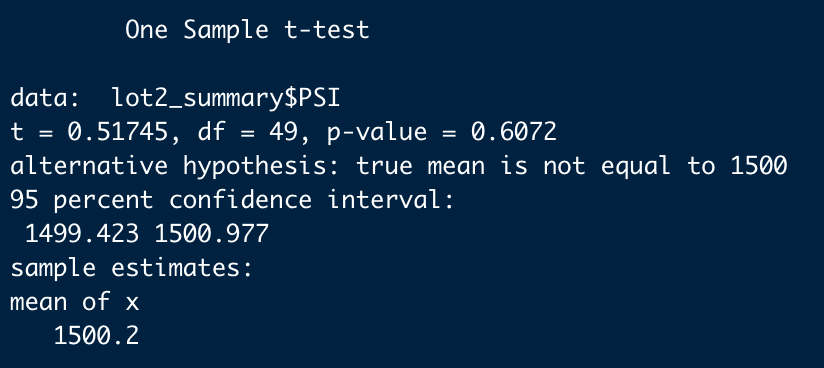 One Sample t-test
data:  lot2_summary$PSI
t = 0.51745, df = 49, p-value = 0.6072
alternative hypothesis: true mean is not equal to 1500
95 percent confidence interval:
1499.423 1500.977
sample estimates:
mean of x
1500.2